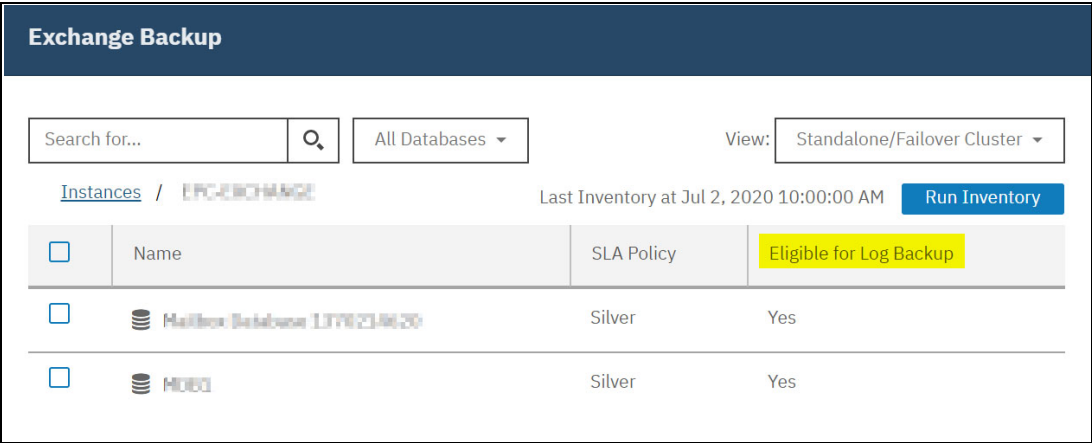 Exchange Backup
Search for... All Databases View: Standalone/Failover Cluster
Instances / Last Inventory at Jul 2, 2020 10:00:00 AM Run Inventory
Name SLA Policy Eligible for Log Backup
Silver Yes
Silver Yes